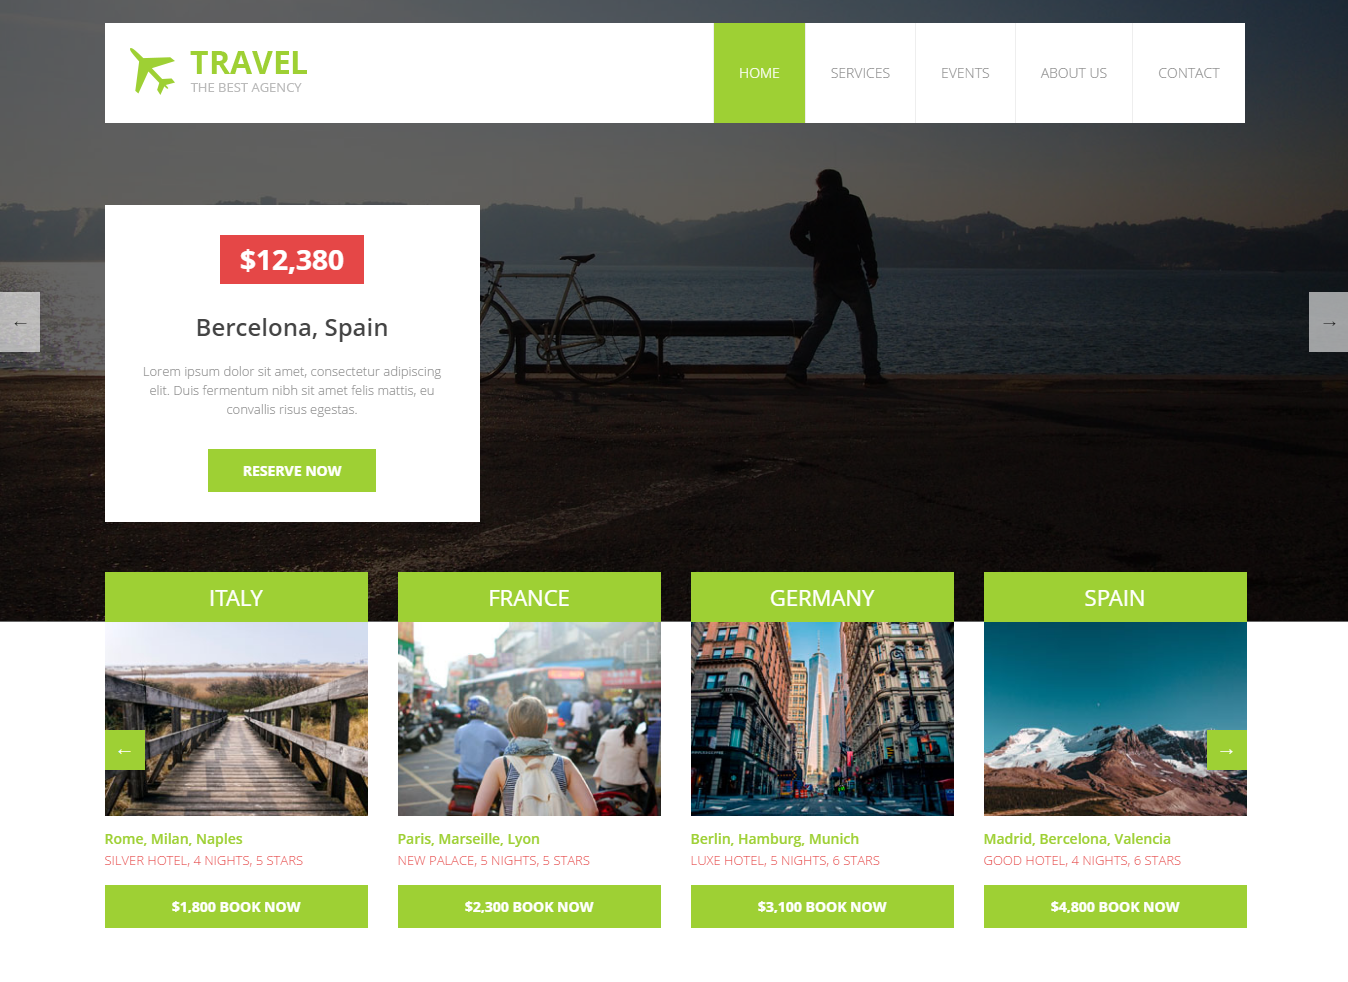 TRAVEL
THE BEST AGENCY
HOME
SERVICES
EVENTS
ABOUT US
CONTACT
$12,380
←
→
Bercelona, Spain
Lorem ipsum dolor sit amet, consectetur adipiscing
elit. Duis fermentum nibh sit amet felis mattis, eu
convallis risus egestas.
RESERVE NOW
ITALY
FRANCE
GERMANY
SPAIN
←
→
Rome, Milan, Naples
SILVER HOTEL, 4 NIGHTS, 5 STARS
$1,800 BOOK NOW
Paris, Marseille, Lyon
NEW PALACE, 5 NIGHTS, 5 STARS
$2,300 BOOK NOW
Berlin, Hamburg, Munich
LUXE HOTEL, 5 NIGHTS, 6 STARS
$3,100 BOOK NOW
Madrid, Bercelona, Valencia
GOOD HOTEL, 4 NIGHTS, 6 STARS
$4,800 BOOK NOW